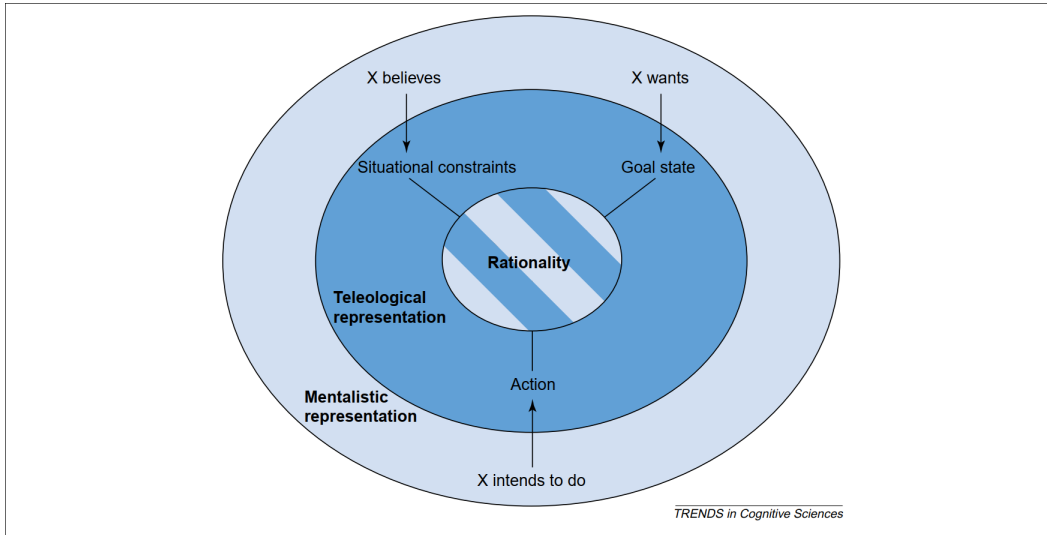 X believes
X wants
Situational constraints
Goal state
Rationality
Teleological
representation
Action
Mentalistic
representation
X intends to do
TRENDS in Cognitive Sciences